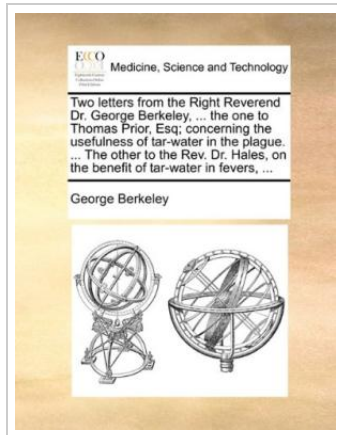 ECCO
Medicine, Science and Technology
Two letters from the Right Reverend
Dr. George Berkeley, ... the one to
Thomas Prior, Esq; concerning the
usefulness of tar-water in the plague.
... The other to the Rev. Dr. Hales, on
the benefit of tar-water in fevers, ...
George Berkeley